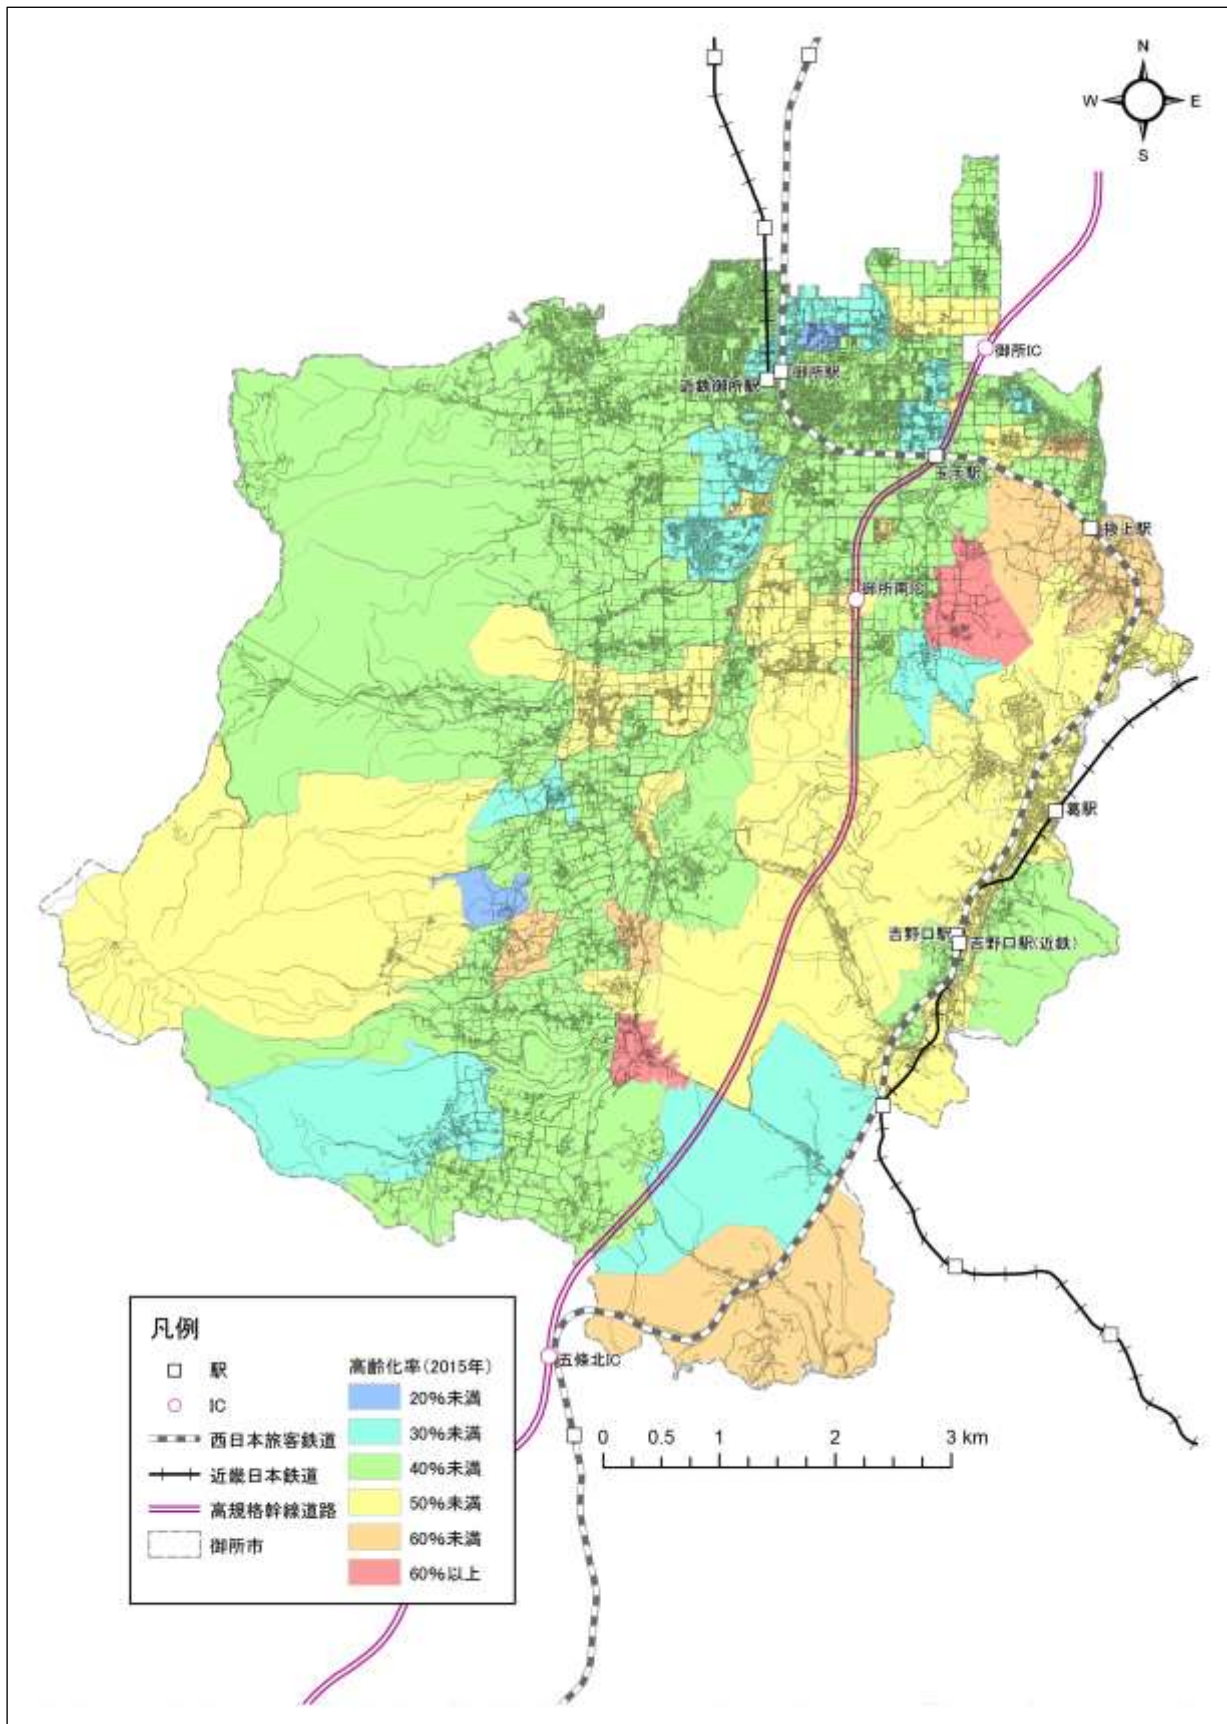 N
W E
S
御所IC
御所駅
近鉄御所駅
玉手駅
掖上駅
御所南IC
葛駅
吉野口駅
吉野口駅(近鉄)
五條北IC
凡例
駅
IC
西日本旅客鉄道
近畿日本鉄道
高規格幹線道路
御所市
高齢化率(2015年)
20%未満
30%未満
40%未満
50%未満
60%未満
60%以上
0 0.5 1 2 3 km